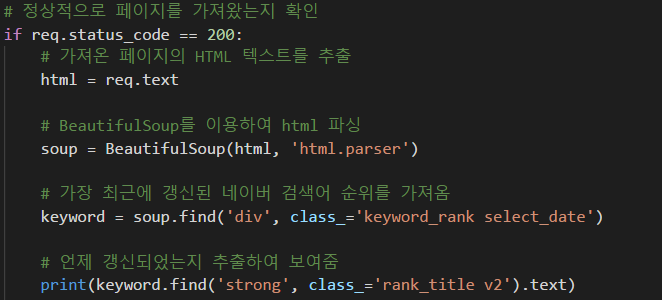 # 정상적으로 페이지를 가져왔는지 확인
if req.status_code == 200:
    # 가져온 페이지의 HTML 텍스트를 추출
    html = req.text
    # BeautifulSoup를 이용하여 html 파싱
    soup = BeautifulSoup(html, 'html.parser')
    # 가장 최근에 갱신된 네이버 검색어 순위를 가져옴
    keyword = soup.find('div', class_='keyword_rank select_date')
    # 언제 갱신되었는지 추출하여 보여줌
    print(keyword.find('strong', class_='rank_title v2').text)